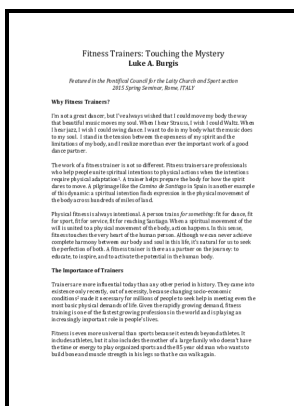 Fitness Trainers: Touching the Mystery
Luke A. Burgis
Featured in the Pontifical Council for the Laity Church and Sport section
2015 Spring Seminar, Rome, ITALY
Why Fitness Trainers?
I'm not a great dancer, but I've always wished that I could move my body the way
that beautiful music moves my soul. When I hear Strauss, I wish I could Waltz. When
I hear jazz, I wish I could swing dance. I want to do in my body what the music does
to my soul. I stand in the tension between the openness of my spirit and the
limitations of my body, and I realize more than ever the important work of a good
dance partner.
The work of a fitness trainer is not so different. Fitness trainers are professionals
who help people unite spiritual intentions to physical actions when the intentions
require physical adaptation¹. A trainer helps prepare the body for how the spirit
dares to move. A pilgrimage like the Camino de Santiago in Spain is another example
of this dynamic: a spiritual intention finds expression in the physical movement of
the body across hundreds of miles of land.
Physical fitness is always intentional. A person trains for something: fit for dance, fit
for sport, fit for service, fit for reaching Santiago. When a spiritual movement of the
will is united to a physical movement of the body, action happens. In this sense,
fitness touches the very heart of the human person. Although we can never achieve
complete harmony between our body and soul in this life, it's natural for us to seek
the perfection of both. A fitness trainer is there as a partner on the journey: to
educate, to inspire, and to activate the potential in the human body.
The Importance of Trainers
Trainers are more influential today than any other period in history. They came into
existence only recently, out of necessity, because changing socio-economic
conditions² made it necessary for millions of people to seek help in meeting even the
most basic physical demands of life. Given the rapidly growing demand, fitness
training is one of the fastest growing professions in the world and is playing an
increasingly important role in people's lives.
Fitness is even more universal than sports because it extends beyond athletes. It
includes athletes, but it also includes the mother of a large family who doesn't have
the time or energy to play organized sports and the 85 year old man who wants to
build bone and muscle strength in his legs so that he can walk again.